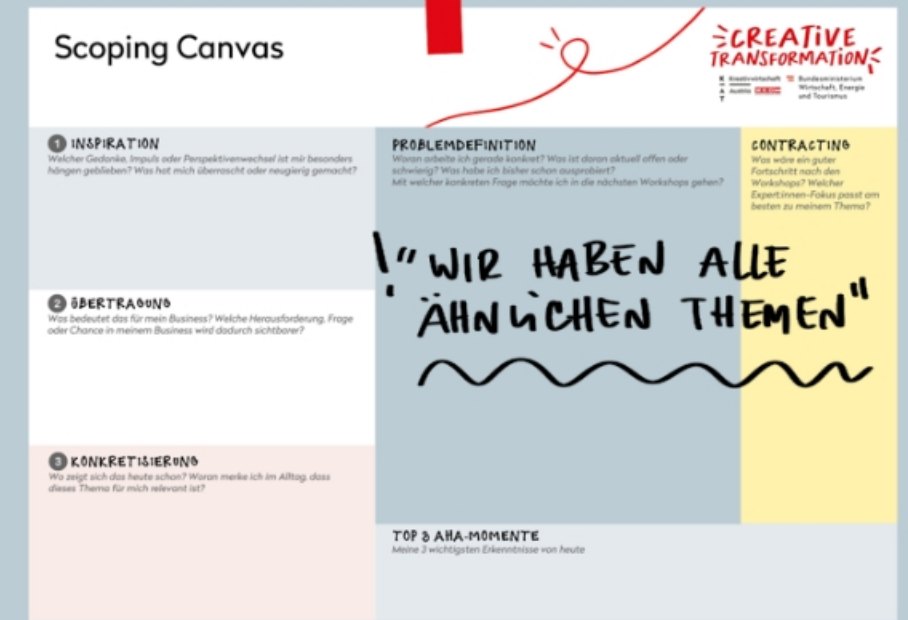 Scoping Canvas
CREATIVE
TRANSFORMATION
K
A
T
Kreativwirtschaft
Austria
WKO
Bundesministerium
Wirtschaft, Energie
und Tourismus
1 INSPIRATION
Welcher Gedanke, Impuls oder Perspektivenwechsel ist mir besonders
hängen geblieben? Was hat mich überrascht oder neugierig gemacht?
2 ÜBERTRAGUNG
Was bedeutet das für mein Business? Welche Herausforderung, Frage
oder Chance in meinem Business wird dadurch sichtbarer?
3 KONKRETISIERUNG
Wo zeigt sich das heute schon? Woran merke ich im Alltag, dass
dieses Thema für mich relevant ist?
PROBLEMDEFINITION
Woran arbeite ich gerade konkret? Was ist daran aktuell offen oder
schwierig? Was habe ich bisher schon ausprobiert?
Mit welcher konkreten Frage möchte ich in die nächsten Workshops gehen?
CONTRACTING
Was wäre ein guter
Fortschritt nach den
Workshops? Welcher
Expert:innen-Fokus passt am
besten zu meinem Thema?
"WIR HABEN ALLE
ÄHNLICHEN THEMEN"
TOP 3 AHA-MOMENTE
Meine 3 wichtigsten Erkenntnisse von heute